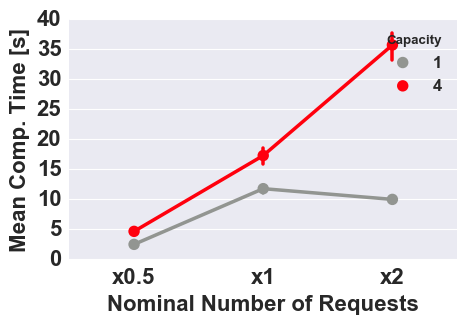 40
35
30
25
20
15
10
5
0
Mean Comp. Time [s]
Capacity
1
4
x0.5 x1 x2
Nominal Number of Requests